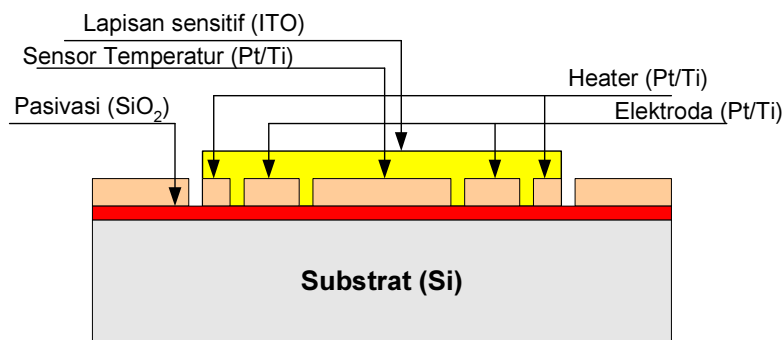 Lapisan sensitif (ITO)
Sensor Temperatur (Pt/Ti)
Heater (Pt/Ti)
Pasivasi (SiO₂)
Elektroda (Pt/Ti)
Substrat (Si)